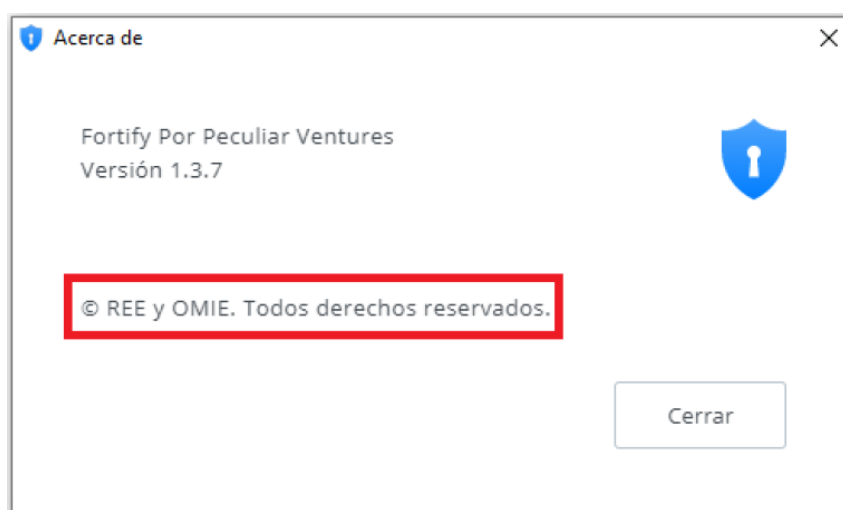 Acerca de
Fortify Por Peculiar Ventures
Versión 1.3.7
© REE y OMIE. Todos derechos reservados.
Cerrar